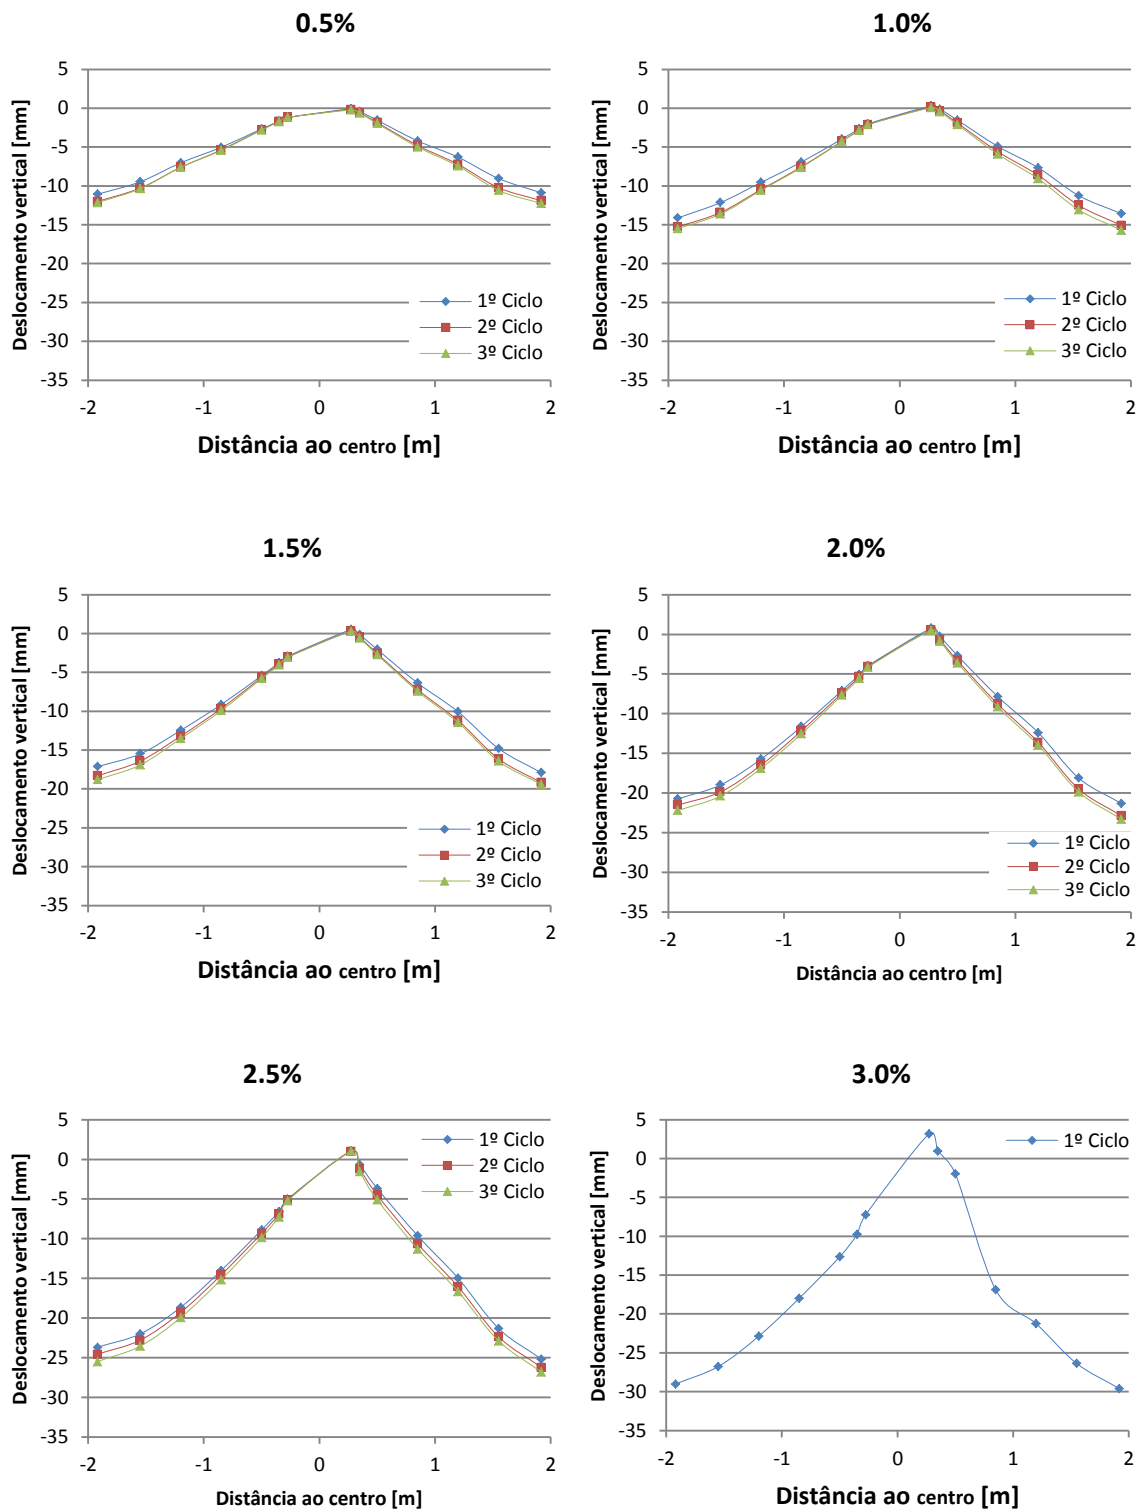 0.5%
Deslocamento vertical [mm]
5
0
-5
-10
-15
-20
-25
-30
-35
1º Ciclo
2º Ciclo
3º Ciclo
-2 -1 0 1 2
Distância ao centro [m]
1.0%
Deslocamento vertical [mm]
5
0
-5
-10
-15
-20
-25
-30
-35
1º Ciclo
2º Ciclo
3º Ciclo
-2 -1 0 1 2
Distância ao centro [m]
1.5%
Deslocamento vertical [mm]
5
0
-5
-10
-15
-20
-25
-30
-35
1º Ciclo
2º Ciclo
3º Ciclo
-2 -1 0 1 2
Distância ao centro [m]
2.0%
Deslocamento vertical [mm]
5
0
-5
-10
-15
-20
-25
-30
-35
1º Ciclo
2º Ciclo
3º Ciclo
-2 -1 0 1 2
Distância ao centro [m]
2.5%
Deslocamento vertical [mm]
5
0
-5
-10
-15
-20
-25
-30
-35
1º Ciclo
2º Ciclo
3º Ciclo
-2 -1 0 1 2
Distância ao centro [m]
3.0%
Deslocamento vertical [mm]
5
0
-5
-10
-15
-20
-25
-30
-35
1º Ciclo
-2 -1 0 1 2
Distância ao centro [m]